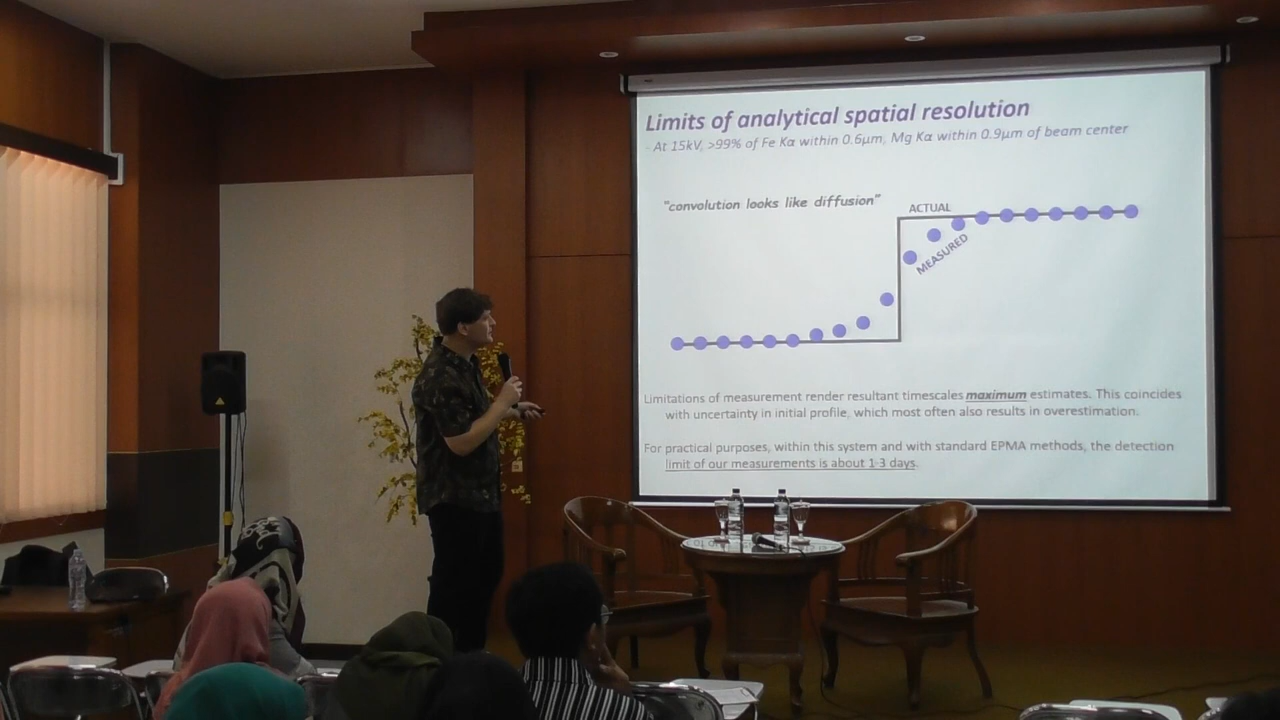 Limits of analytical spatial resolution
- At 15kV, >99% of Fe Kα within 0.6μm, Mg Kα within 0.9μm of beam center
"convolution looks like diffusion"
ACTUAL
MEASURED
Limitations of measurement render resultant timescales maximum estimates. This coincides
with uncertainty in initial profile, which most often also results in overestimation.
For practical purposes, within this system and with standard EPMA methods, the detection
limit of our measurements is about 1-3 days.